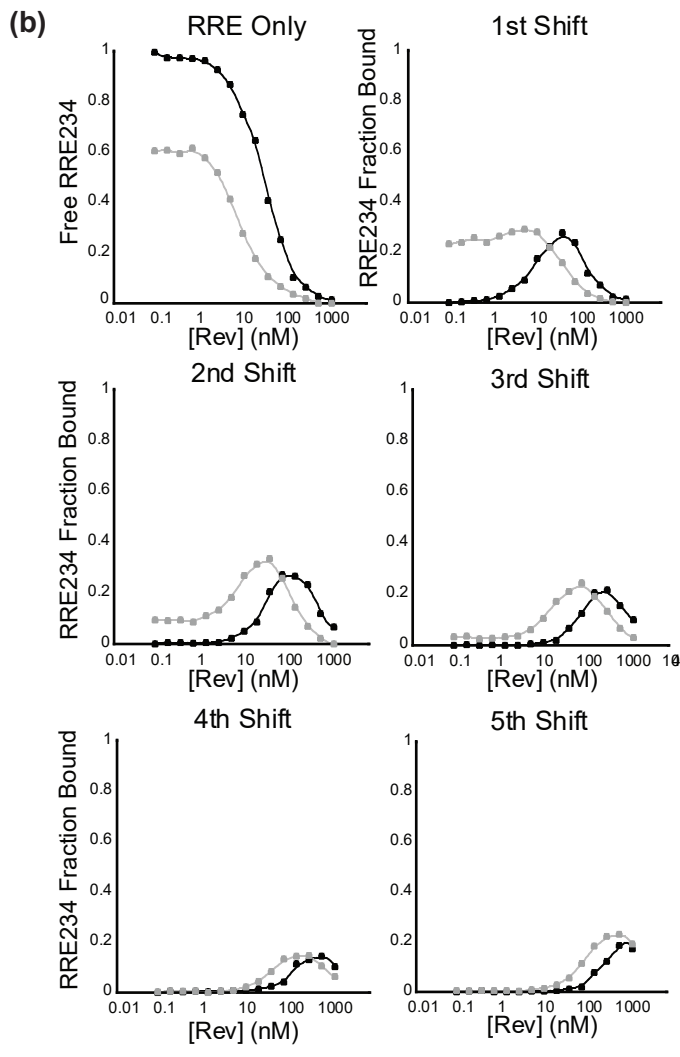 (b)
RRE Only
1st Shift
Free RRE234
1
0.8
0.6
0.4
0.2
0
0.01 0.1 1 10 100 1000
[Rev] (nM)
RRE234 Fraction Bound
1
0.8
0.6
0.4
0.2
0
0.01 0.1 1 10 100 1000
[Rev] (nM)
2nd Shift
3rd Shift
RRE234 Fraction Bound
1
0.8
0.6
0.4
0.2
0
0.01 0.1 1 10 100 1000
[Rev] (nM)
1
0.8
0.6
0.4
0.2
0
0.01 0.1 1 10 100 1000
[Rev] (nM)
4th Shift
5th Shift
RRE234 Fraction Bound
1
0.8
0.6
0.4
0.2
0
0.01 0.1 1 10 100 1000
[Rev] (nM)
1
0.8
0.6
0.4
0.2
0
0.01 0.1 1 10 100 1000
[Rev] (nM)